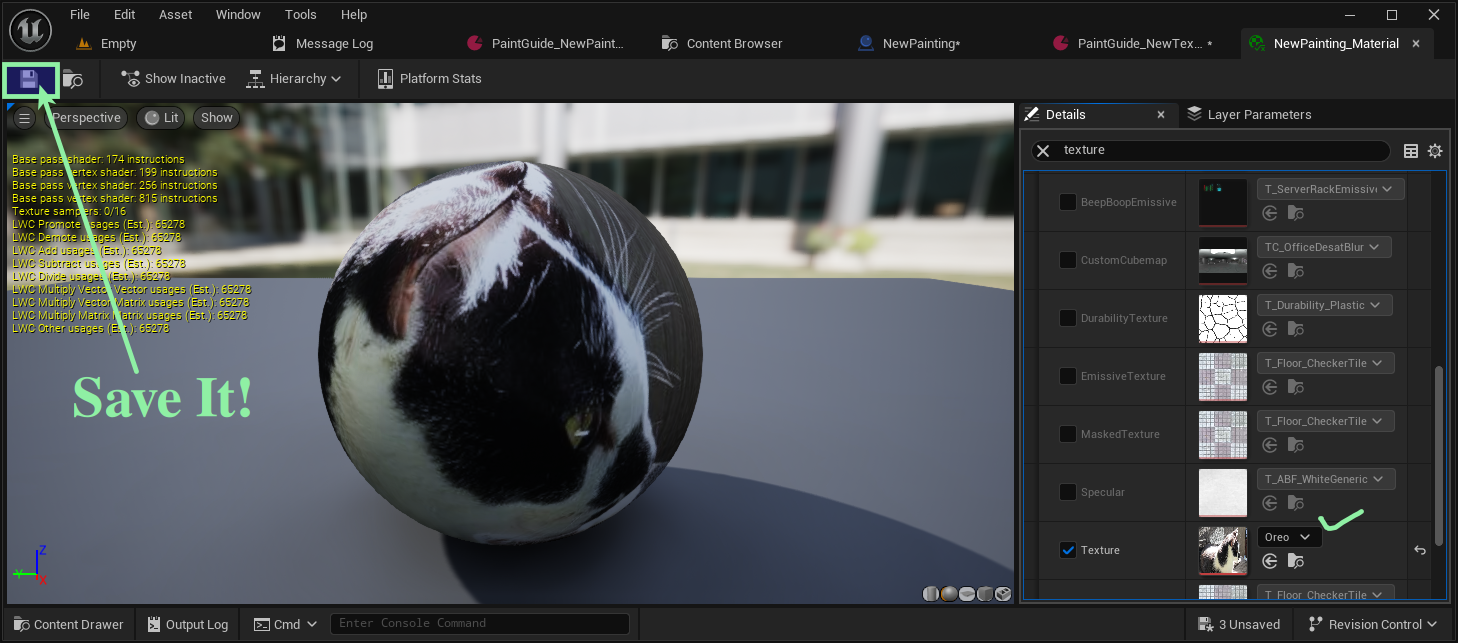 File Edit Asset Window Tools Help
Empty Message Log PaintGuide_NewPaint... Content Browser NewPainting* PaintGuide_NewTex... * NewPainting_Material
Show Inactive Hierarchy Platform Stats
Perspective Lit Show
Base pass shader: 174 instructions
Base pass vertex shader: 199 instructions
Base pass vertex shader: 256 instructions
Base pass vertex shader: 815 instructions
Texture samplers: 0/16
LWC Promote usages (Est.): 65278
LWC Demote usages (Est.): 65278
LWC Add usages (Est.): 65278
LWC Subtract usages (Est.): 65278
LWC Divide usages (Est.): 65278
LWC Multiply Vector Vector usages (Est.): 65278
LWC Multiply Vector Matrix usages (Est.): 65278
LWC Multiply Matrix Matrix usages (Est.): 65278
LWC Other usages (Est.): 65278
Save It!
Z
Y
X
Details Layer Parameters
texture
BeepBoopEmissive T_ServerRackEmissive
CustomCubemap TC_OfficeDesatBlur
DurabilityTexture T_Durability_Plastic
EmissiveTexture T_Floor_CheckerTile
MaskedTexture T_Floor_CheckerTile
Specular T_ABF_WhiteGeneric
Texture Oreo
T_Floor_CheckerTile
Content Drawer Output Log Cmd Enter Console Command 3 Unsaved Revision Control